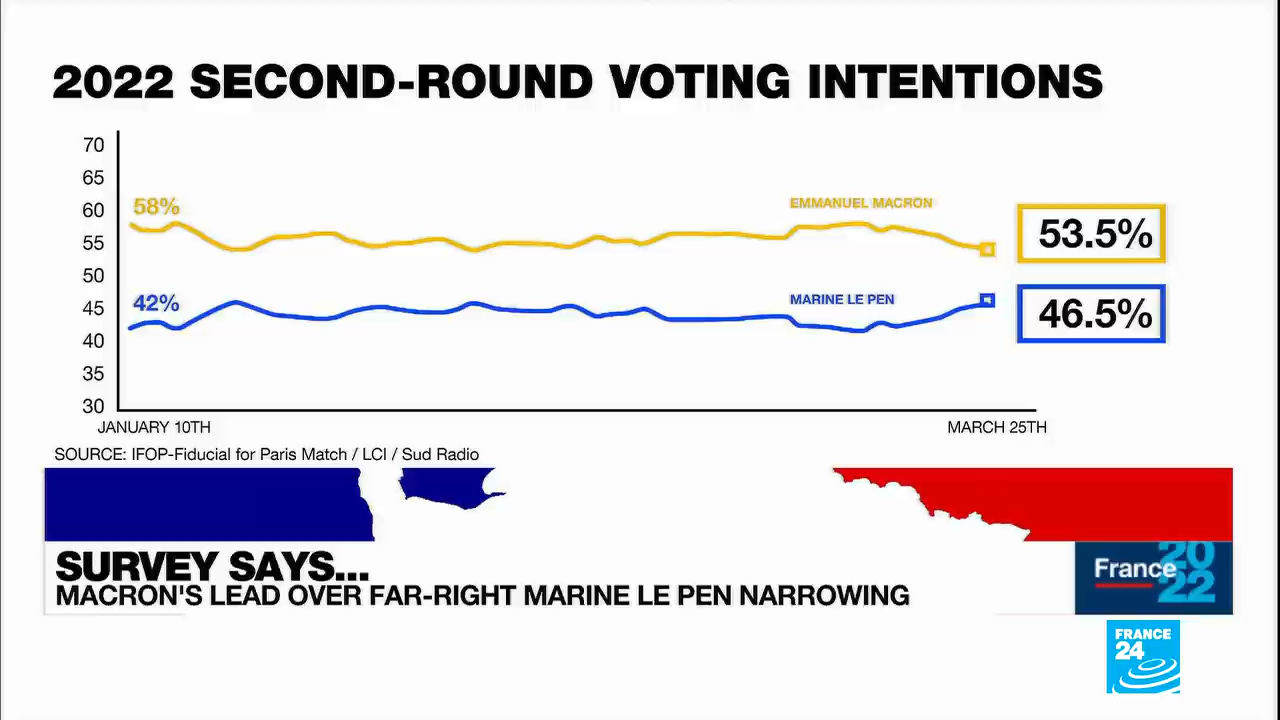 2022 SECOND-ROUND VOTING INTENTIONS
70
65
60
55
50
45
40
35
30
58%
EMMANUEL MACRON
53.5%
42%
MARINE LE PEN
46.5%
JANUARY 10TH
MARCH 25TH
SOURCE: IFOP-Fiducial for Paris Match / LCI / Sud Radio
SURVEY SAYS...
MACRON'S LEAD OVER FAR-RIGHT MARINE LE PEN NARROWING
France
20
22
FRANCE
24